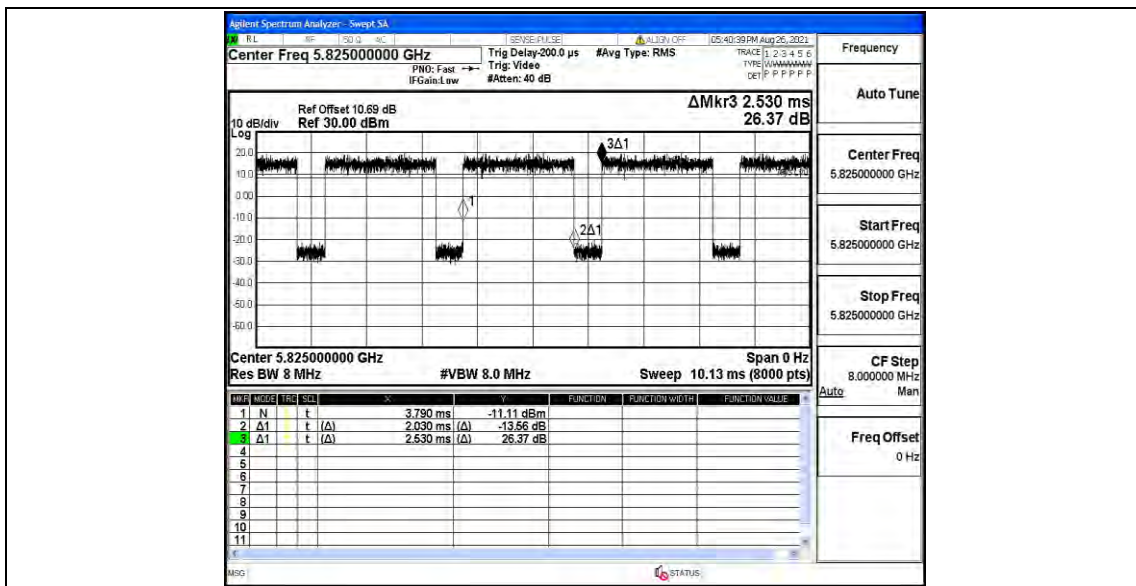 Agilent Spectrum Analyzer - Swept SA
RL RF 50 Ω AC SENSE:PULSE ALIGN OFF 05:40:39 PM Aug 26, 2021
Center Freq 5.825000000 GHz
PNO: Fast
IFGain:Low
Trig Delay-200.0 µs
Trig: Video
#Atten: 40 dB
#Avg Type: RMS
TRACE 1 2 3 4 5 6
TYPE
DET P P P P P P
Ref Offset 10.69 dB
Ref 30.00 dBm
10 dB/div
Log
ΔMkr3 2.530 ms
26.37 dB
20.0
10.0
0.00
-10.0
-20.0
-30.0
-40.0
-50.0
-60.0
3Δ1
1
2Δ1
Center 5.825000000 GHz
Span 0 Hz
Res BW 8 MHz
#VBW 8.0 MHz
Sweep 10.13 ms (8000 pts)
MKR MODE TRC SCL X Y FUNCTION FUNCTION WIDTH FUNCTION VALUE
1 N t 3.790 ms -11.11 dBm
2 Δ1 t (Δ) 2.030 ms (Δ) -13.56 dB
3 Δ1 t (Δ) 2.530 ms (Δ) 26.37 dB
4
5
6
7
8
9
10
11
MSG
STATUS
Frequency
Auto Tune
Center Freq
5.825000000 GHz
Start Freq
5.825000000 GHz
Stop Freq
5.825000000 GHz
CF Step
8.000000 MHz
Auto Man
Freq Offset
0 Hz